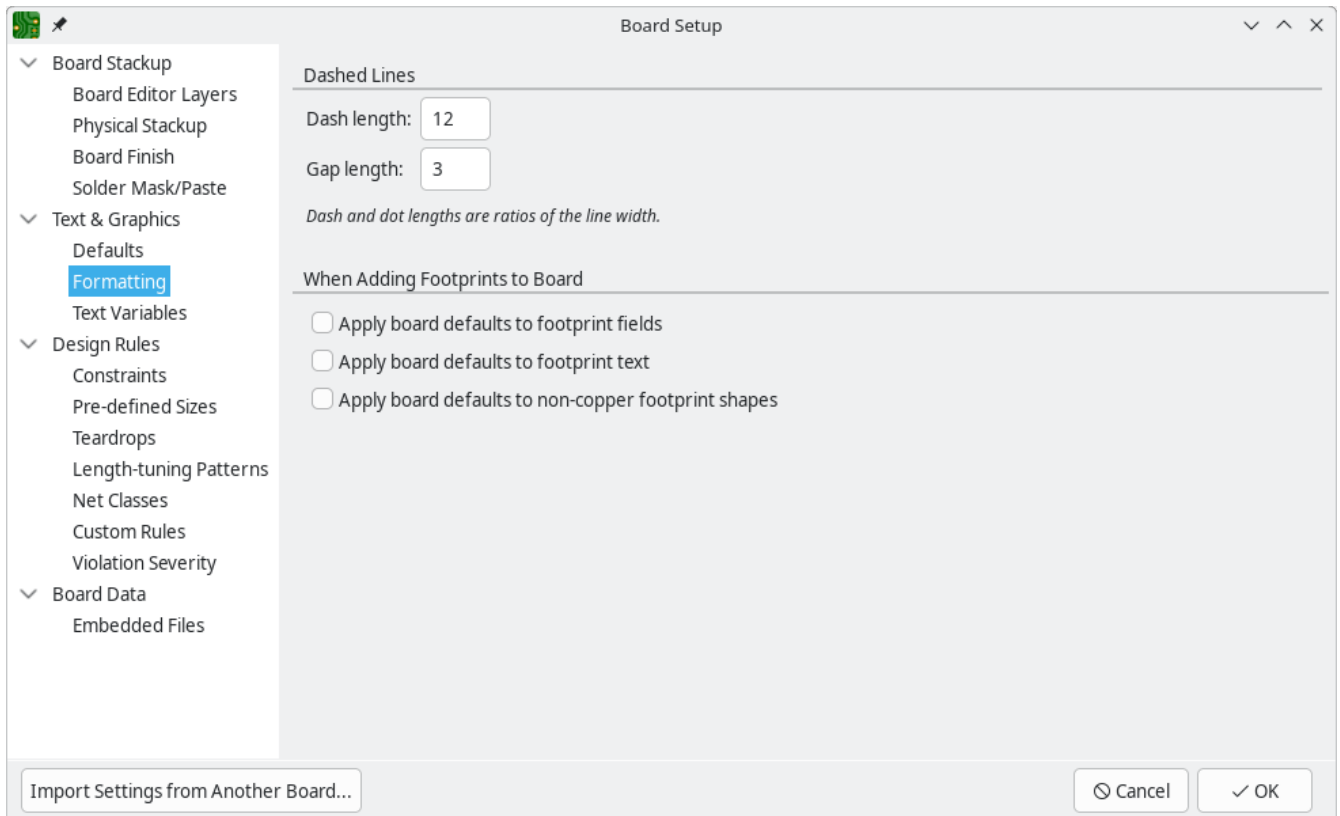 Board Setup
Board Stackup
Board Editor Layers
Physical Stackup
Board Finish
Solder Mask/Paste
Text & Graphics
Defaults
Formatting
Text Variables
Design Rules
Constraints
Pre-defined Sizes
Teardrops
Length-tuning Patterns
Net Classes
Custom Rules
Violation Severity
Board Data
Embedded Files
Dashed Lines
Dash length: 12
Gap length: 3
Dash and dot lengths are ratios of the line width.
When Adding Footprints to Board
Apply board defaults to footprint fields
Apply board defaults to footprint text
Apply board defaults to non-copper footprint shapes
Import Settings from Another Board...
Cancel
OK